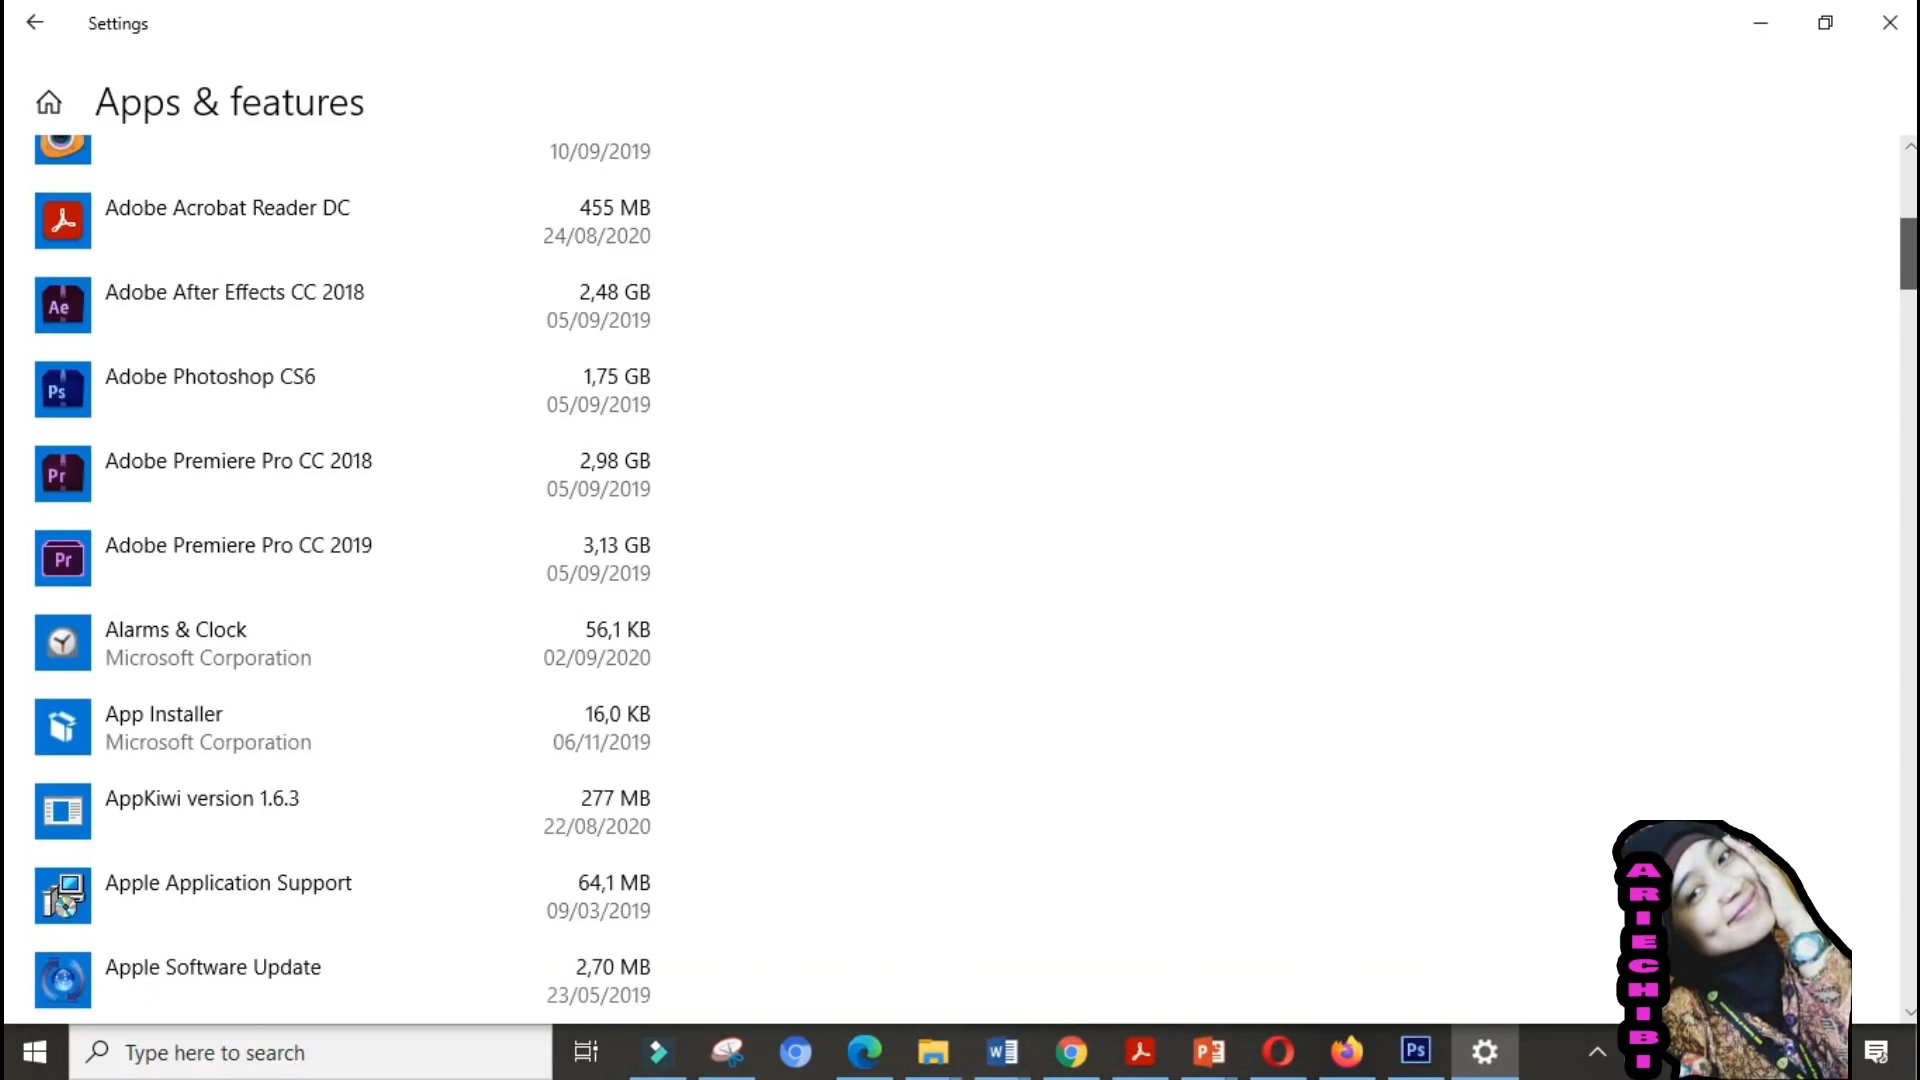 Settings
Apps & features
10/09/2019
Adobe Acrobat Reader DC 455 MB
24/08/2020
Ae Adobe After Effects CC 2018 2,48 GB
05/09/2019
Ps Adobe Photoshop CS6 1,75 GB
05/09/2019
Pr Adobe Premiere Pro CC 2018 2,98 GB
05/09/2019
Pr Adobe Premiere Pro CC 2019 3,13 GB
05/09/2019
Alarms & Clock 56,1 KB
Microsoft Corporation 02/09/2020
App Installer 16,0 KB
Microsoft Corporation 06/11/2019
AppKiwi version 1.6.3 277 MB
22/08/2020
Apple Application Support 64,1 MB
09/03/2019
Apple Software Update 2,70 MB
23/05/2019
ARIECHIBI
Type here to search
Ps